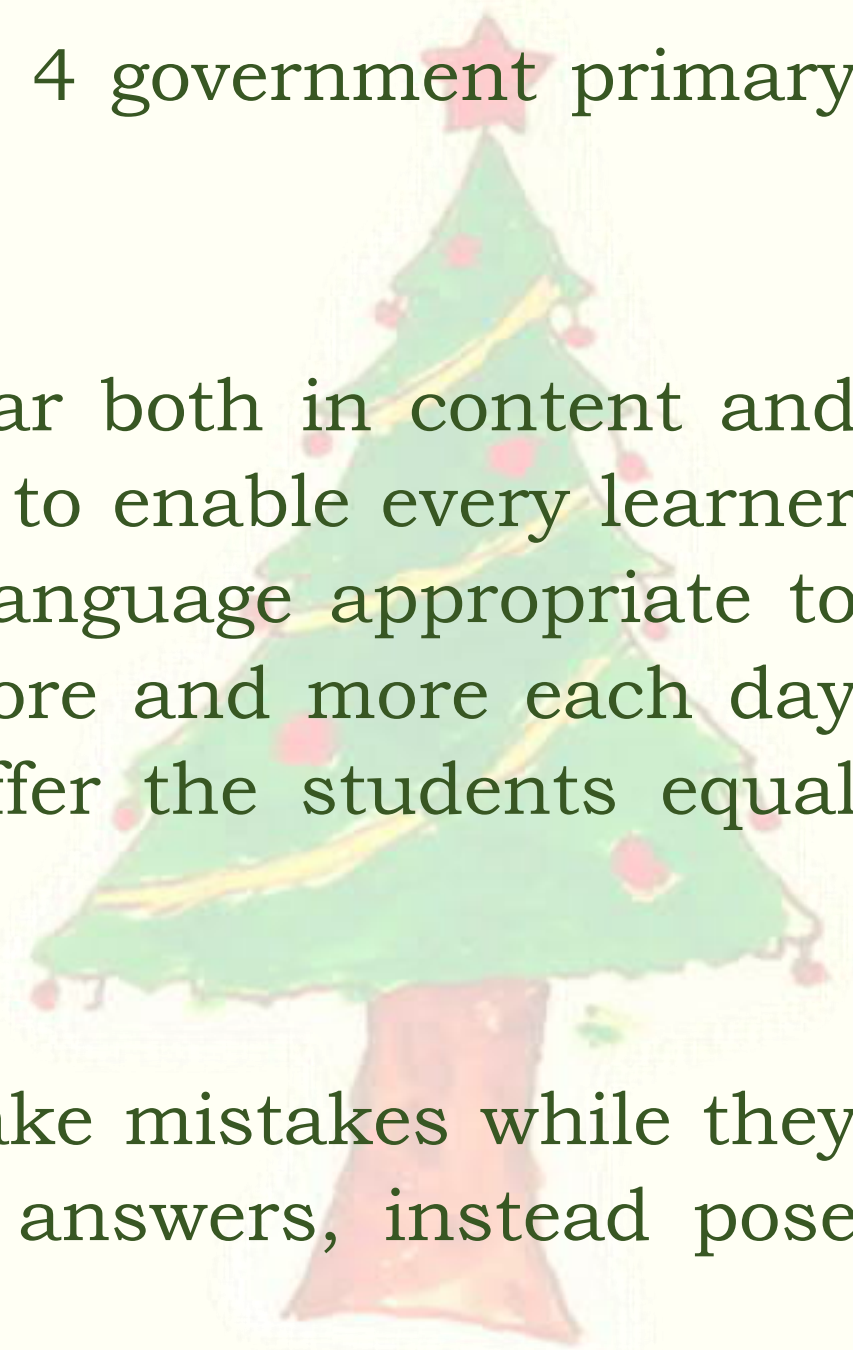 4 government primary
ar both in content and
to enable every learner
anguage appropriate to
ore and more each day
ffer the students equal
ake mistakes while they
answers, instead pose